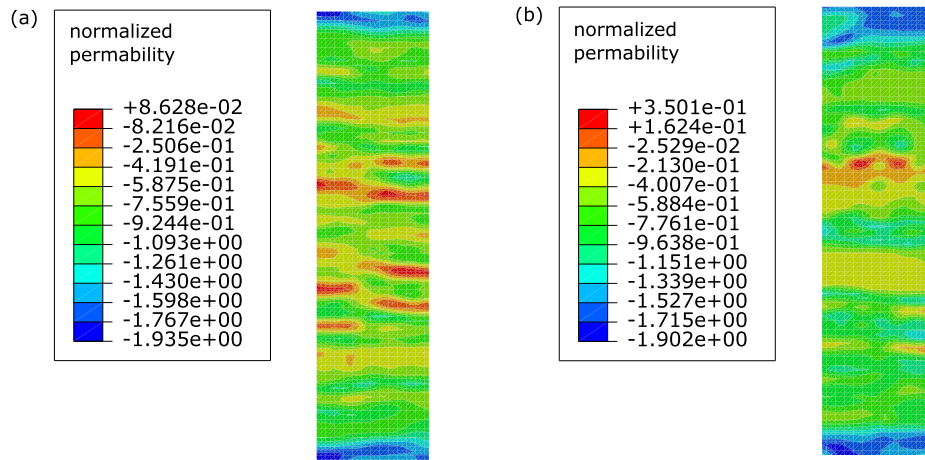 (a)
normalized
permability
+8.628e-02
-8.216e-02
-2.506e-01
-4.191e-01
-5.875e-01
-7.559e-01
-9.244e-01
-1.093e+00
-1.261e+00
-1.430e+00
-1.598e+00
-1.767e+00
-1.935e+00
(b)
normalized
permability
+3.501e-01
+1.624e-01
-2.529e-02
-2.130e-01
-4.007e-01
-5.884e-01
-7.761e-01
-9.638e-01
-1.151e+00
-1.339e+00
-1.527e+00
-1.715e+00
-1.902e+00